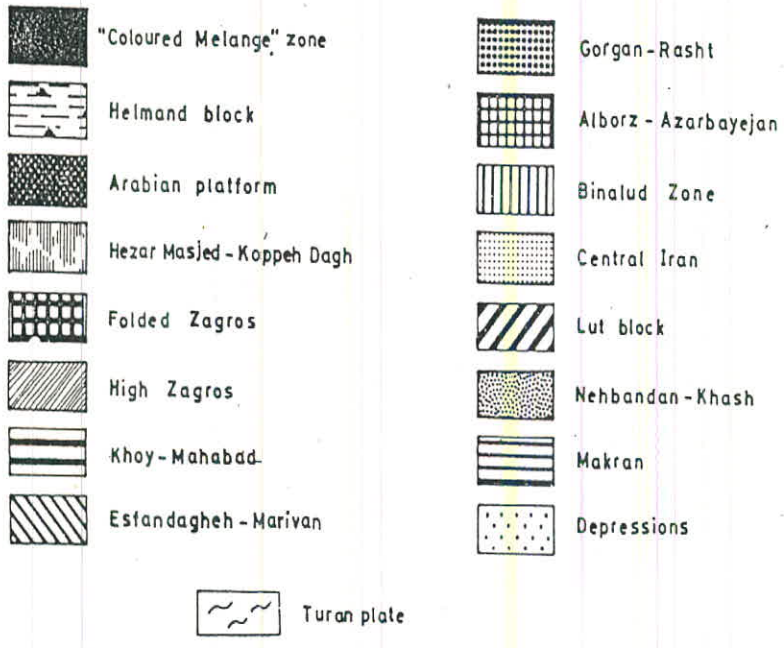 "Coloured Melange" zone
Helmand block
Arabian platform
Hezar Masjed - Koppeh Dagh
Folded Zagros
High Zagros
Khoy-Mahabad
Esfandagheh - Marivan
Gorgan-Rasht
Alborz - Azarbayejan
Binalud Zone
Central Iran
Lut block
Nehbandan-Khash
Makran
Depressions
Turan plate